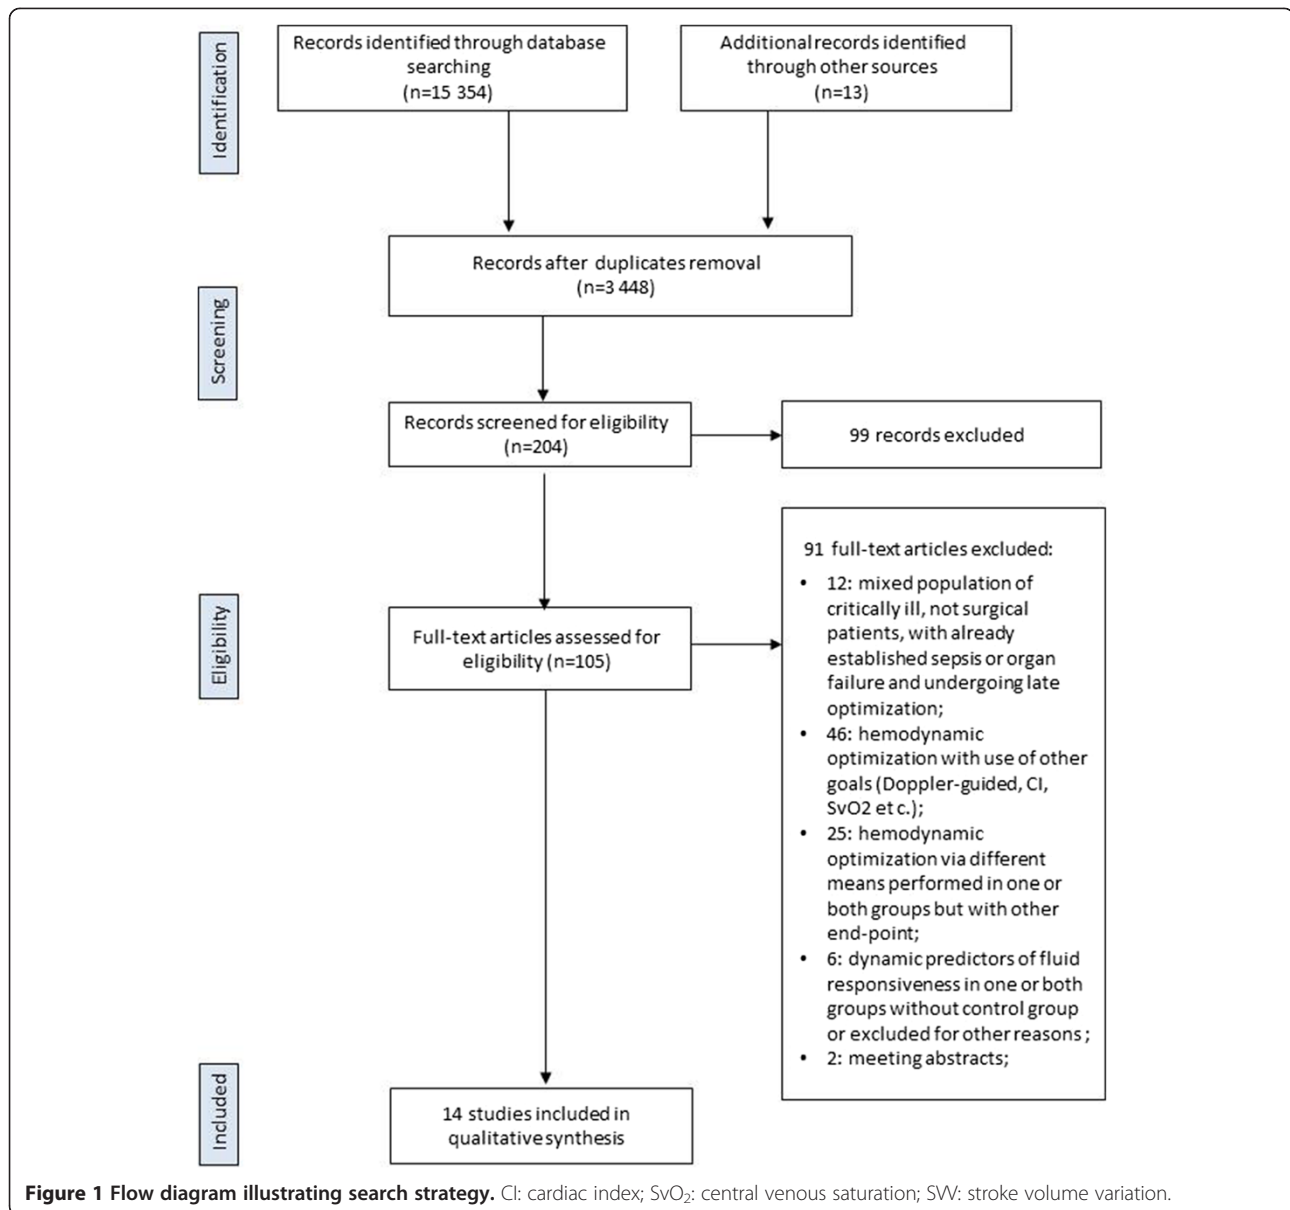 Identification
Records identified through database
searching
(n=15 354)
Additional records identified
through other sources
(n=13)
Screening
Records after duplicates removal
(n=3 448)
Records screened for eligibility
(n=204)
99 records excluded
Eligibility
Full-text articles assessed for
eligibility (n=105)
91 full-text articles excluded:
• 12: mixed population of
critically ill, not surgical
patients, with already
established sepsis or organ
failure and undergoing late
optimization;
• 46: hemodynamic
optimization with use of other
goals (Doppler-guided, CI,
SvO2 etc.);
• 25: hemodynamic
optimization via different
means performed in one or
both groups but with other
end-point;
• 6: dynamic predictors of fluid
responsiveness in one or both
groups without control group
or excluded for other reasons ;
• 2: meeting abstracts;
Included
14 studies included in
qualitative synthesis
Figure 1 Flow diagram illustrating search strategy. CI: cardiac index; SvO₂: central venous saturation; SVV: stroke volume variation.